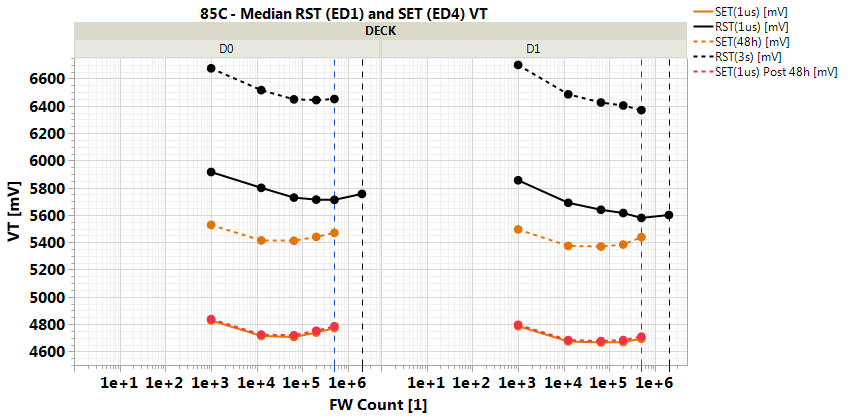 85C - Median RST (ED1) and SET (ED4) VT
DECK
D0 D1
SET(1us) [mV]
RST(1us) [mV]
SET(48h) [mV]
RST(3s) [mV]
SET(1us) Post 48h [mV]
VT [mV]
6600
6400
6200
6000
5800
5600
5400
5200
5000
4800
4600
1e+1 1e+2 1e+3 1e+4 1e+5 1e+6 1e+1 1e+2 1e+3 1e+4 1e+5 1e+6
FW Count [1]